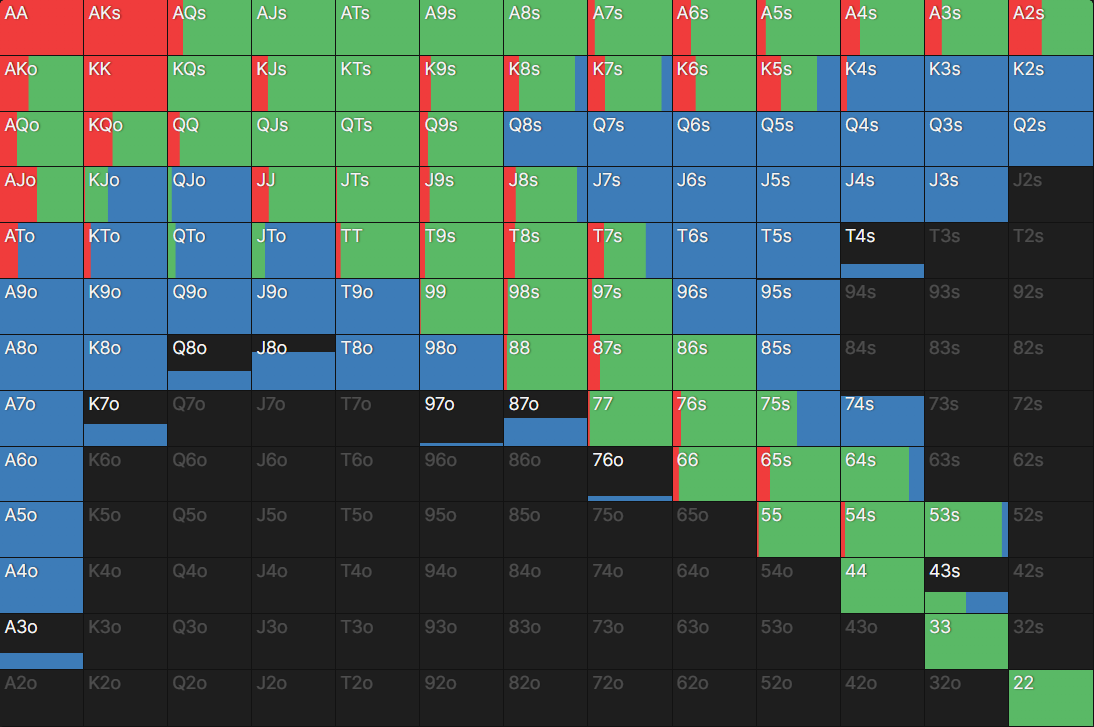 AA AKs AQs AJs ATs A9s A8s A7s A6s A5s A4s A3s A2s
AKo KK KQs KJs KTs K9s K8s K7s K6s K5s K4s K3s K2s
AQo KQo QQ QJs QTs Q9s Q8s Q7s Q6s Q5s Q4s Q3s Q2s
AJo KJo QJo JJ JTs J9s J8s J7s J6s J5s J4s J3s J2s
ATo KTo QTo JTo TT T9s T8s T7s T6s T5s T4s T3s T2s
A9o K9o Q9o J9o T9o 99 98s 97s 96s 95s 94s 93s 92s
A8o K8o Q8o J8o T8o 98o 88 87s 86s 85s 84s 83s 82s
A7o K7o Q7o J7o T7o 97o 87o 77 76s 75s 74s 73s 72s
A6o K6o Q6o J6o T6o 96o 86o 76o 66 65s 64s 63s 62s
A5o K5o Q5o J5o T5o 95o 85o 75o 65o 55 54s 53s 52s
A4o K4o Q4o J4o T4o 94o 84o 74o 64o 54o 44 43s 42s
A3o K3o Q3o J3o T3o 93o 83o 73o 63o 53o 43o 33 32s
A2o K2o Q2o J2o T2o 92o 82o 72o 62o 52o 42o 32o 22